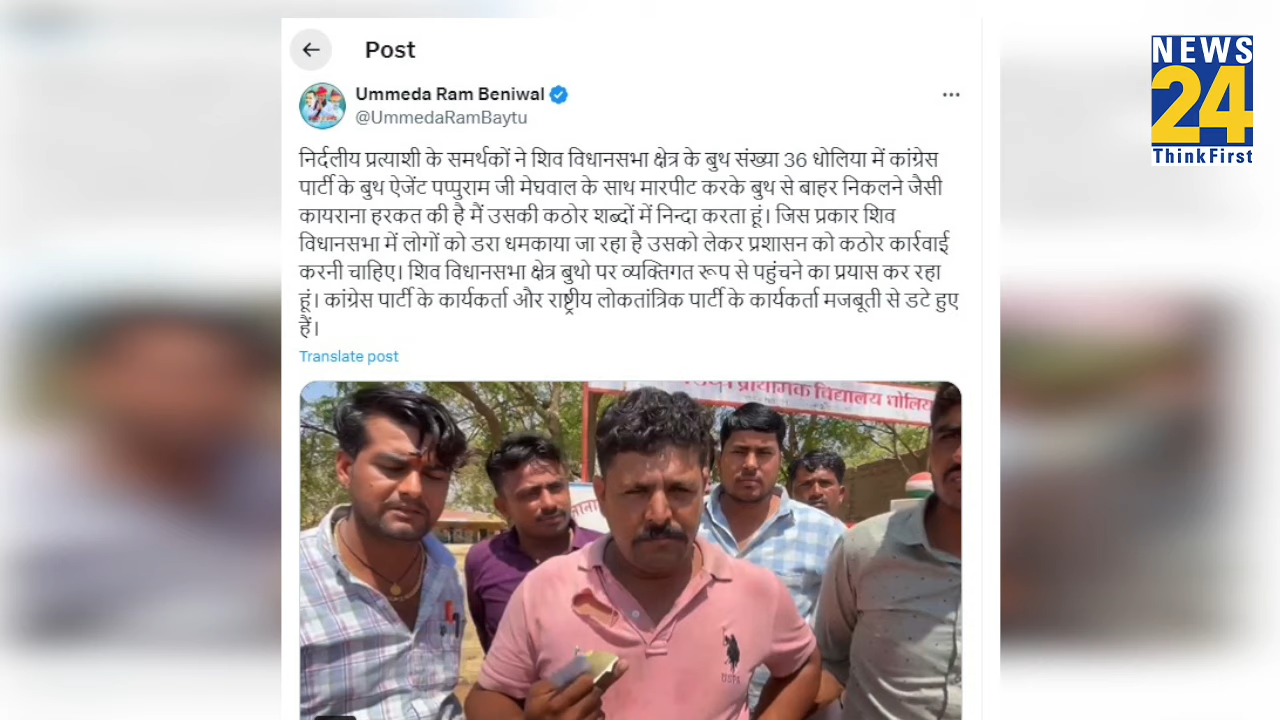 Post
NEWS
24
ThinkFirst
Ummeda Ram Beniwal
@UmmedaRamBaytu
निर्दलीय प्रत्याशी के समर्थकों ने शिव विधानसभा क्षेत्र के बुथ संख्या 36 धोलिया में कांग्रेस
पार्टी के बुथ ऐजेंट पप्पुराम जी मेघवाल के साथ मारपीट करके बुथ से बाहर निकलने जैसी
कायराना हरकत की है मैं उसकी कठोर शब्दों में निन्दा करता हूं। जिस प्रकार शिव
विधानसभा में लोगों को डरा धमकाया जा रहा है उसको लेकर प्रशासन को कठोर कार्रवाई
करनी चाहिए। शिव विधानसभा क्षेत्र बुथो पर व्यक्तिगत रूप से पहुंचने का प्रयास कर रहा
हूं। कांग्रेस पार्टी के कार्यकर्ता और राष्ट्रीय लोकतांत्रिक पार्टी के कार्यकर्ता मजबूती से डटे हुए
हैं।
Translate post
प्राथमिक विद्यालय धोलिय
USPA